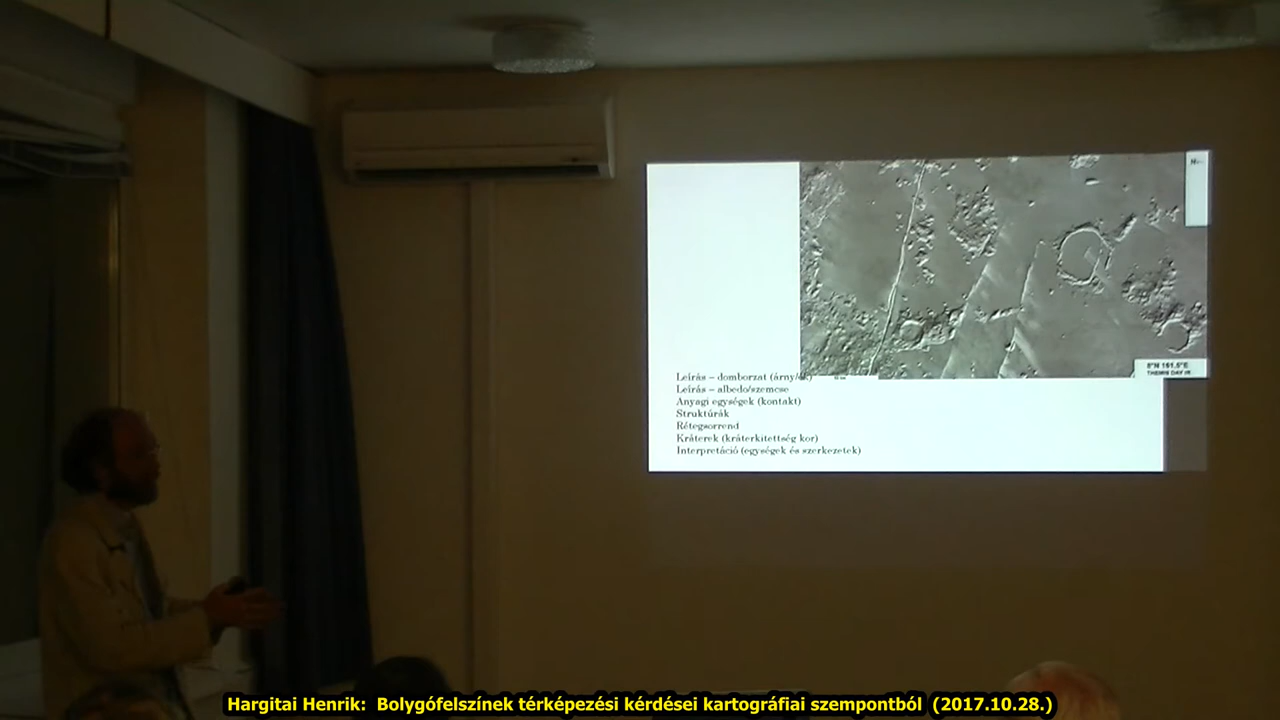 8°N 161.5°E
THEMIS DAY IR
Leírás – domborzat (árnyék)
Leírás – albedo/szemcse
Anyagi egységek (kontakt)
Struktúrák
Rétegsorrend
Kráterek (kráterkitettség kor)
Interpretáció (egységek és szerkezetek)
Hargitai Henrik: Bolygófelszínek térképezési kérdései kartográfiai szempontból (2017.10.28.)